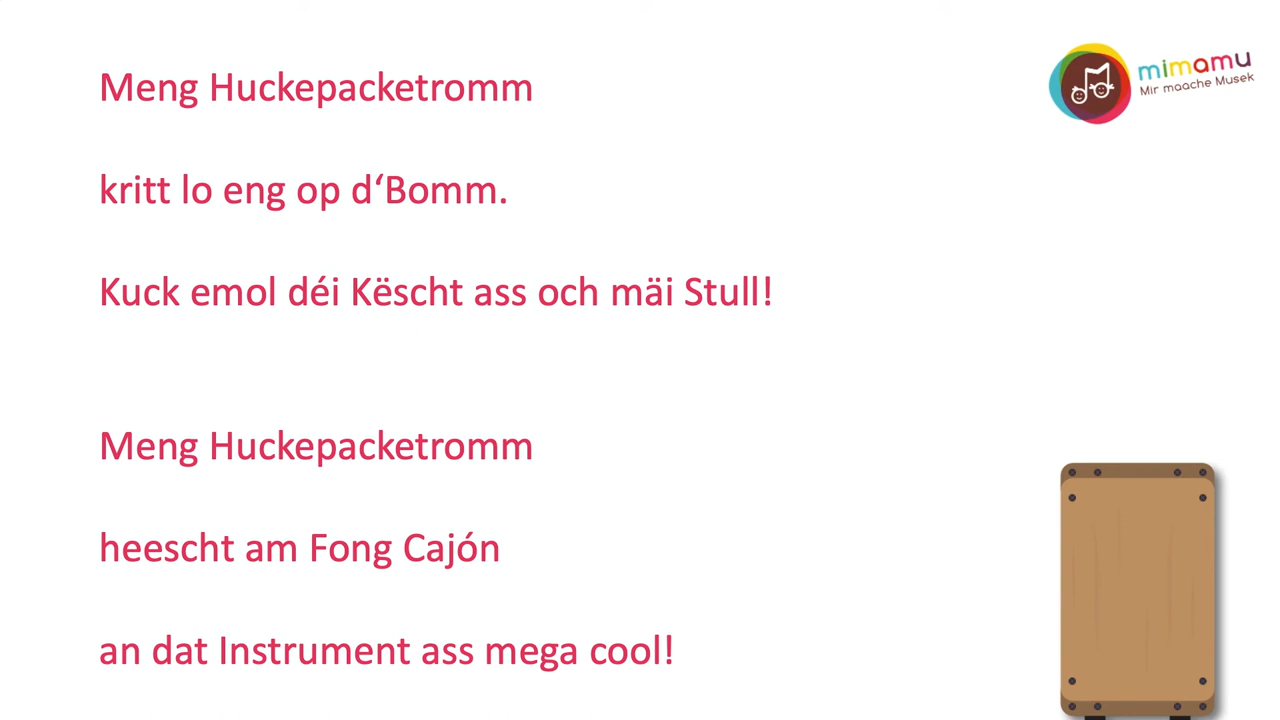 Meng Huckepacketromm
mimamu
Mir maache Musek
kritt lo eng op d‘Bomm.
Kuck emol déi Këscht ass och mäi Stull!
Meng Huckepacketromm
heescht am Fong Cajón
an dat Instrument ass mega cool!